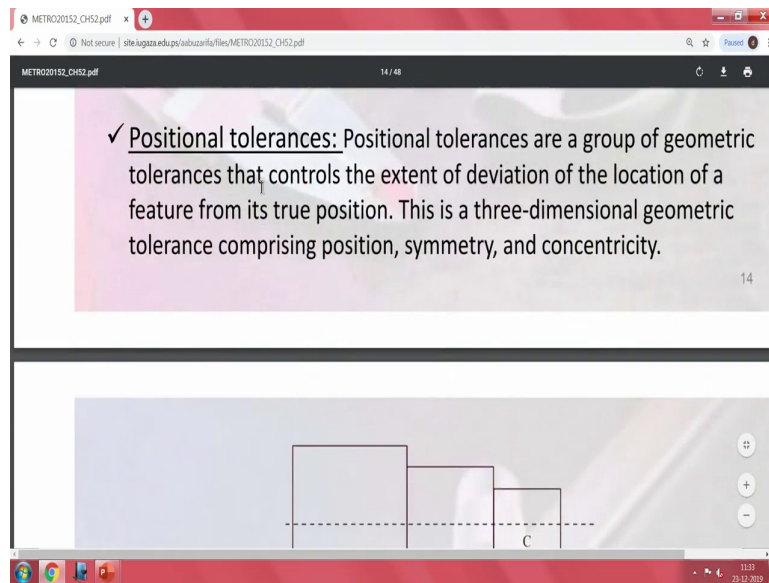 METRO20152_CH52.pdf
Not secure | site.iugaza.edu.ps/aabuzarifa/files/METRO20152_CH52.pdf
Paused d
METRO20152_CH52.pdf 14 / 48
✓ Positional tolerances: Positional tolerances are a group of geometric
tolerances that controls the extent of deviation of the location of a
feature from its true position. This is a three-dimensional geometric
tolerance comprising position, symmetry, and concentricity.
14
C
11:33
23-12-2019